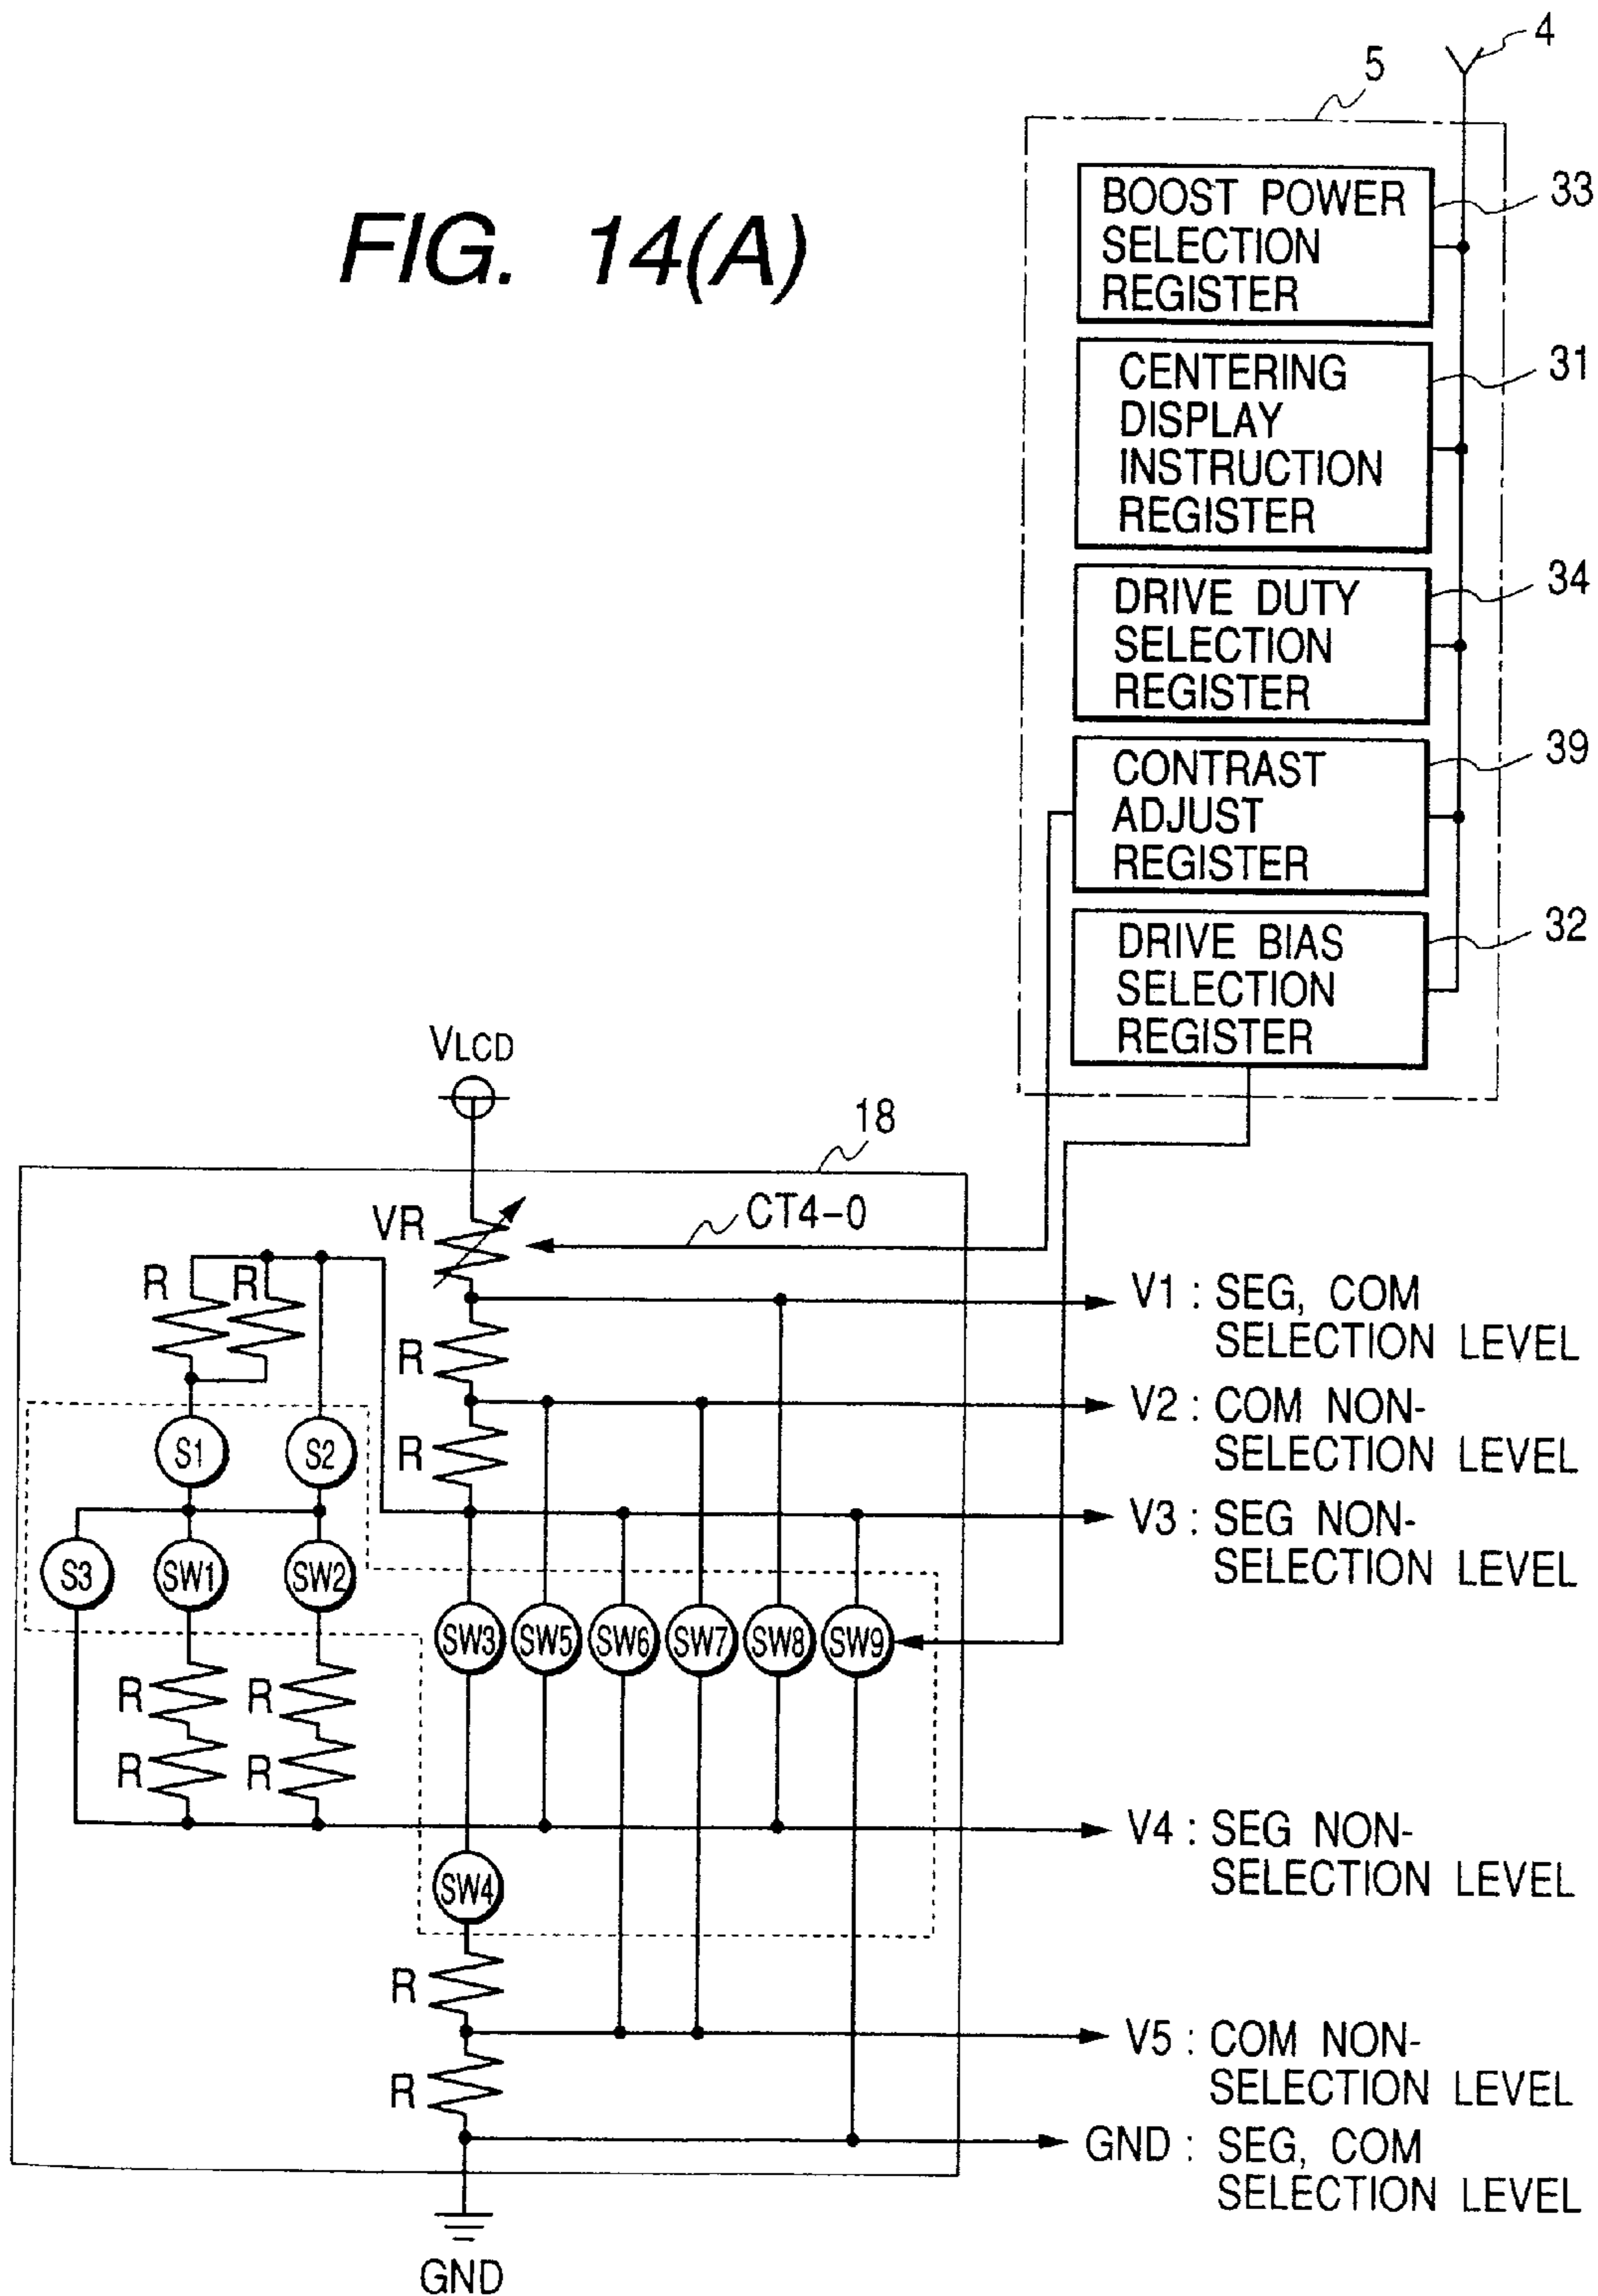 4
5
FIG. 14(A)
BOOST POWER
SELECTION
REGISTER
33
CENTERING
DISPLAY
INSTRUCTION
REGISTER
31
DRIVE DUTY
SELECTION
REGISTER
34
CONTRAST
ADJUST
REGISTER
39
DRIVE BIAS
SELECTION
REGISTER
32
VLCD
18
VR
CT4-0
R R
V1 : SEG, COM
SELECTION LEVEL
R
V2 : COM NON-
SELECTION LEVEL
R
S1 S2
V3 : SEG NON-
SELECTION LEVEL
S3 SW1 SW2
SW3 SW5 SW6 SW7 SW8 SW9
R R
R R
V4 : SEG NON-
SELECTION LEVEL
SW4
R
V5 : COM NON-
SELECTION LEVEL
R
GND : SEG, COM
SELECTION LEVEL
GND